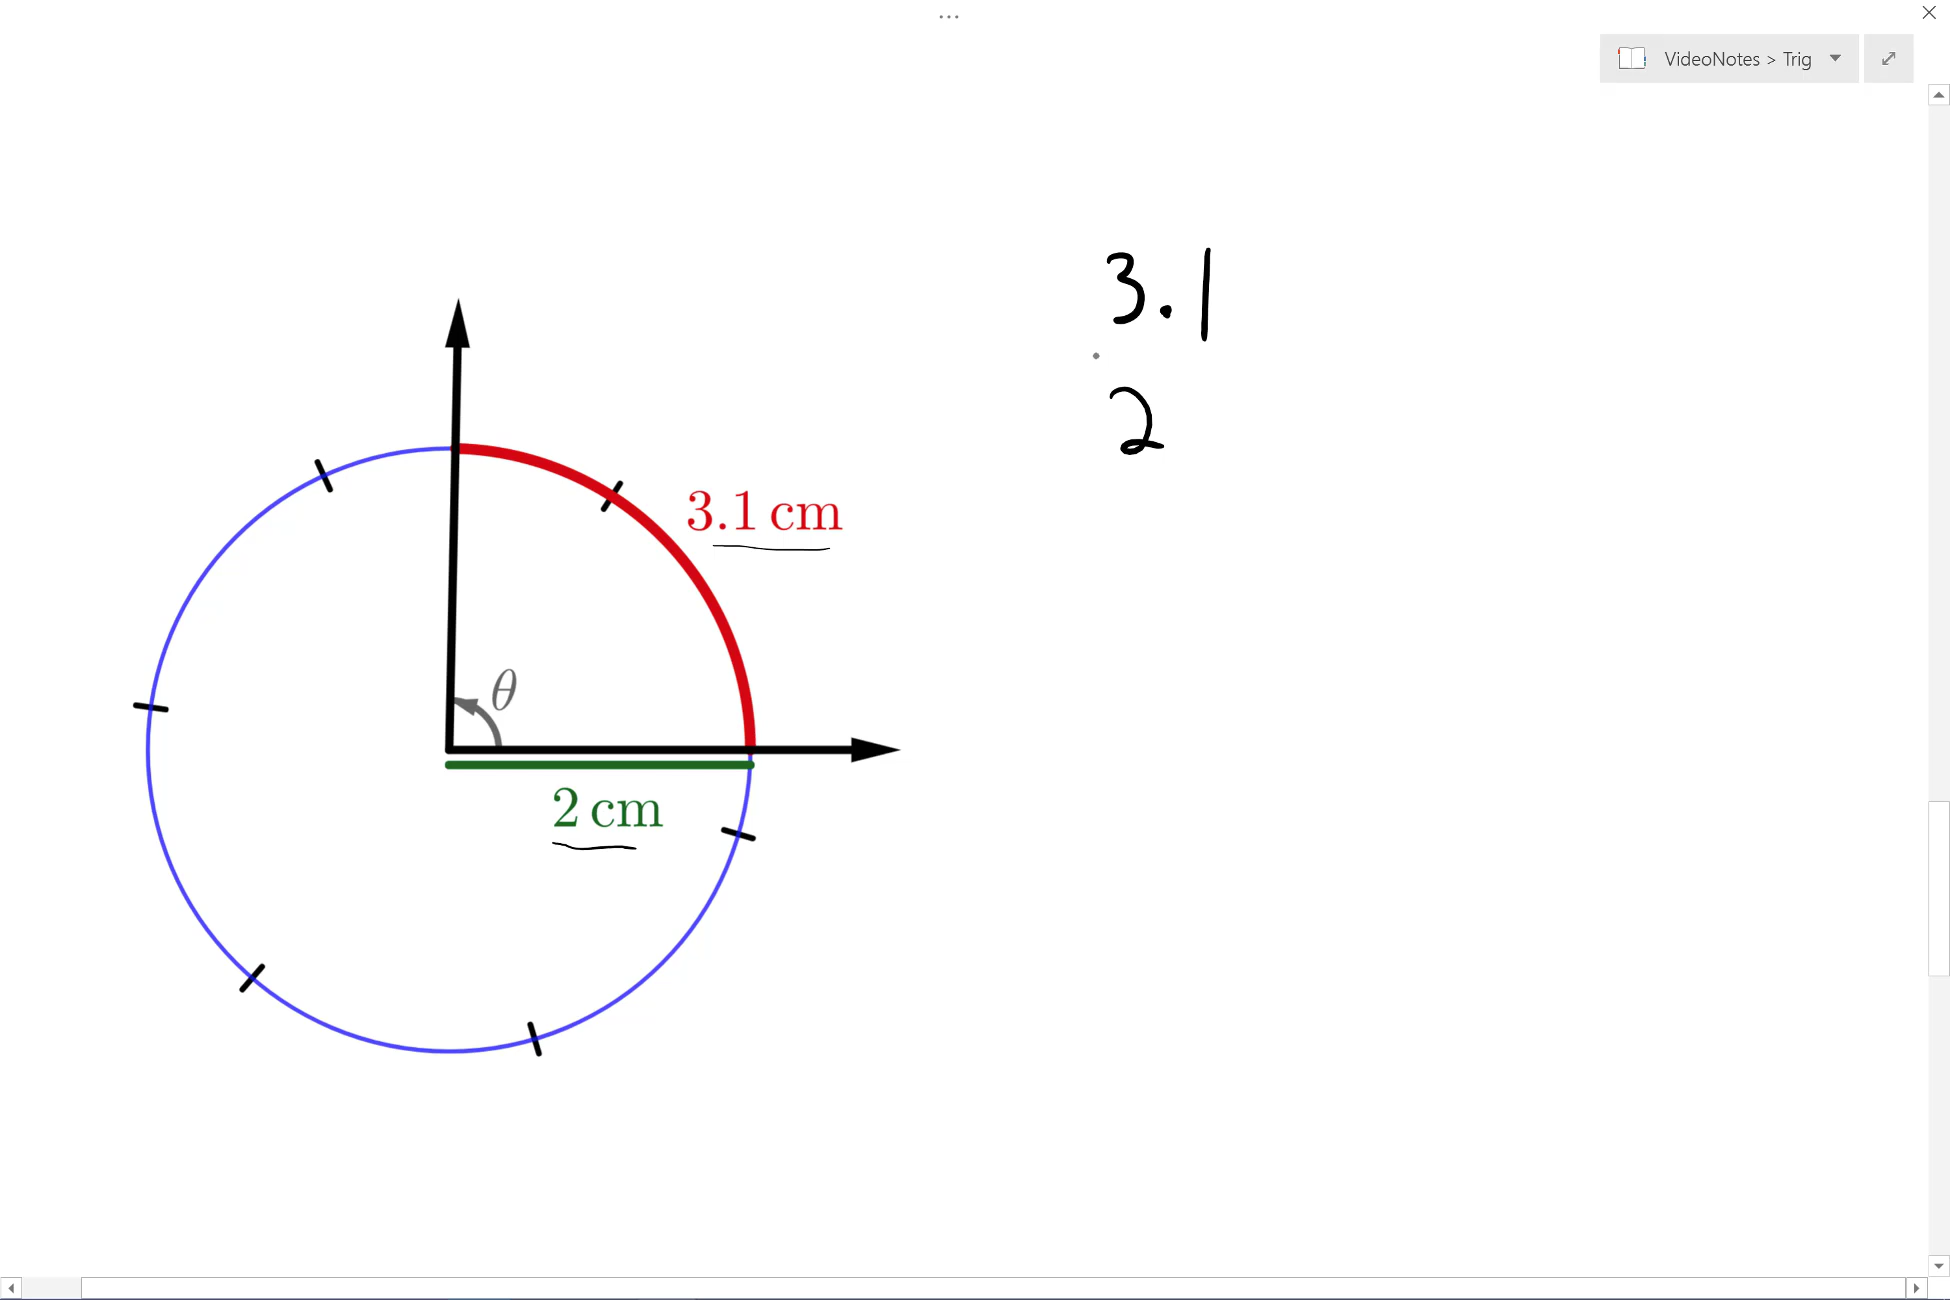 ...
VideoNotes > Trig
3.1
2
3.1 cm
θ
2 cm